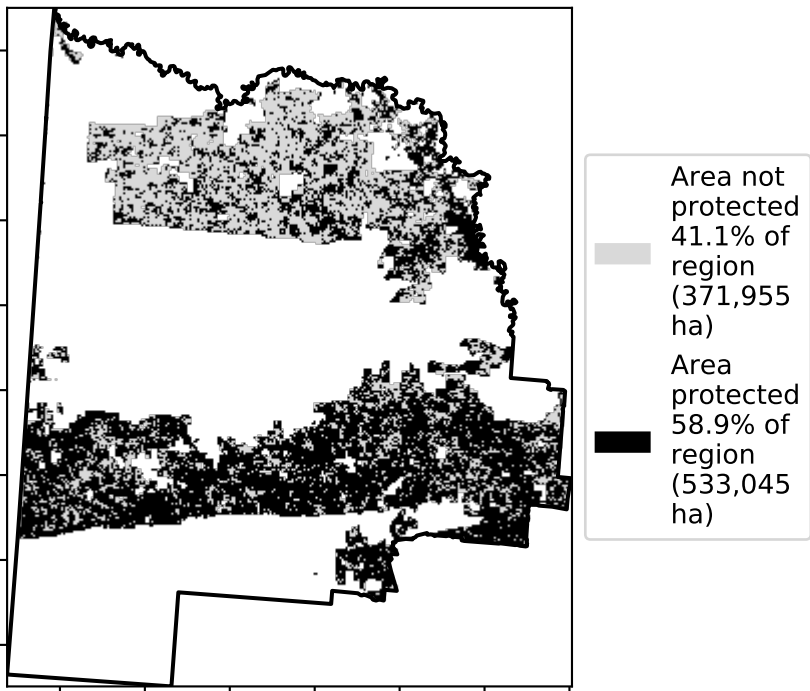 Area not
protected
41.1% of
region
(371,955
ha)
Area
protected
58.9% of
region
(533,045
ha)